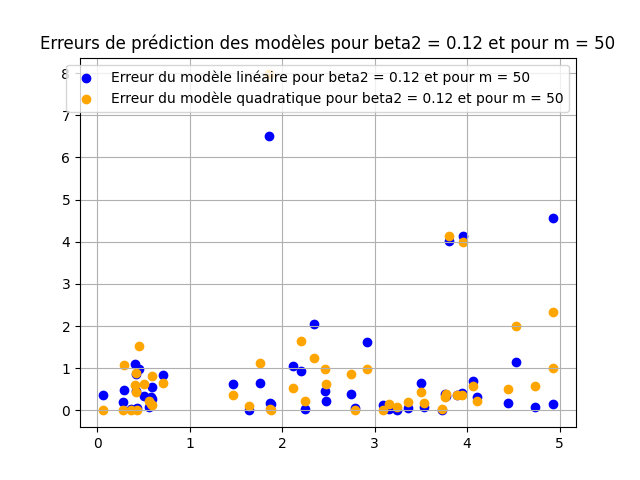 Erreurs de prédiction des modèles pour beta2 = 0.12 et pour m = 50
Erreur du modèle linéaire pour beta2 = 0.12 et pour m = 50
Erreur du modèle quadratique pour beta2 = 0.12 et pour m = 50
8
7
6
5
4
3
2
1
0
0 1 2 3 4 5